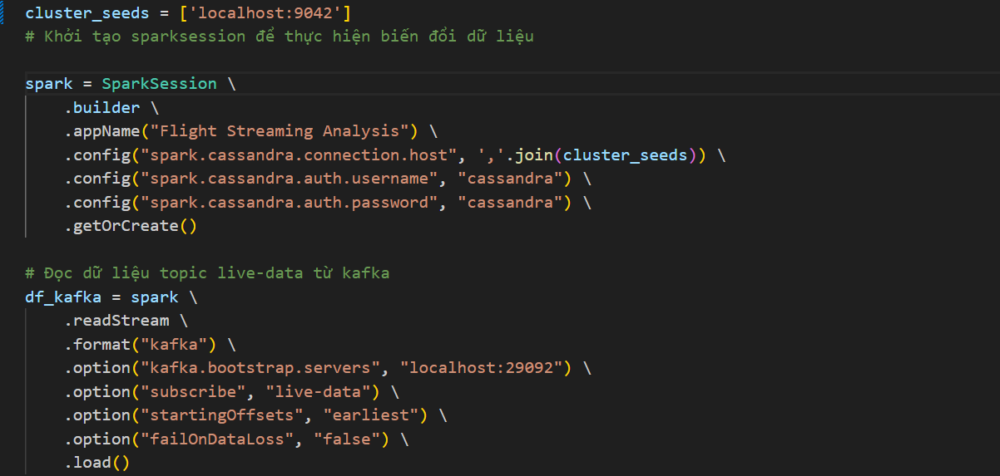 cluster_seeds = ['localhost:9042']
# Khởi tạo sparksession để thực hiện biến đổi dữ liệu
spark = SparkSession \
.builder \
.appName("Flight Streaming Analysis") \
.config("spark.cassandra.connection.host", ','.join(cluster_seeds)) \
.config("spark.cassandra.auth.username", "cassandra") \
.config("spark.cassandra.auth.password", "cassandra") \
.getOrCreate()
# Đọc dữ liệu topic live-data từ kafka
df_kafka = spark \
.readStream \
.format("kafka") \
.option("kafka.bootstrap.servers", "localhost:29092") \
.option("subscribe", "live-data") \
.option("startingOffsets", "earliest") \
.option("failOnDataLoss", "false") \
.load()